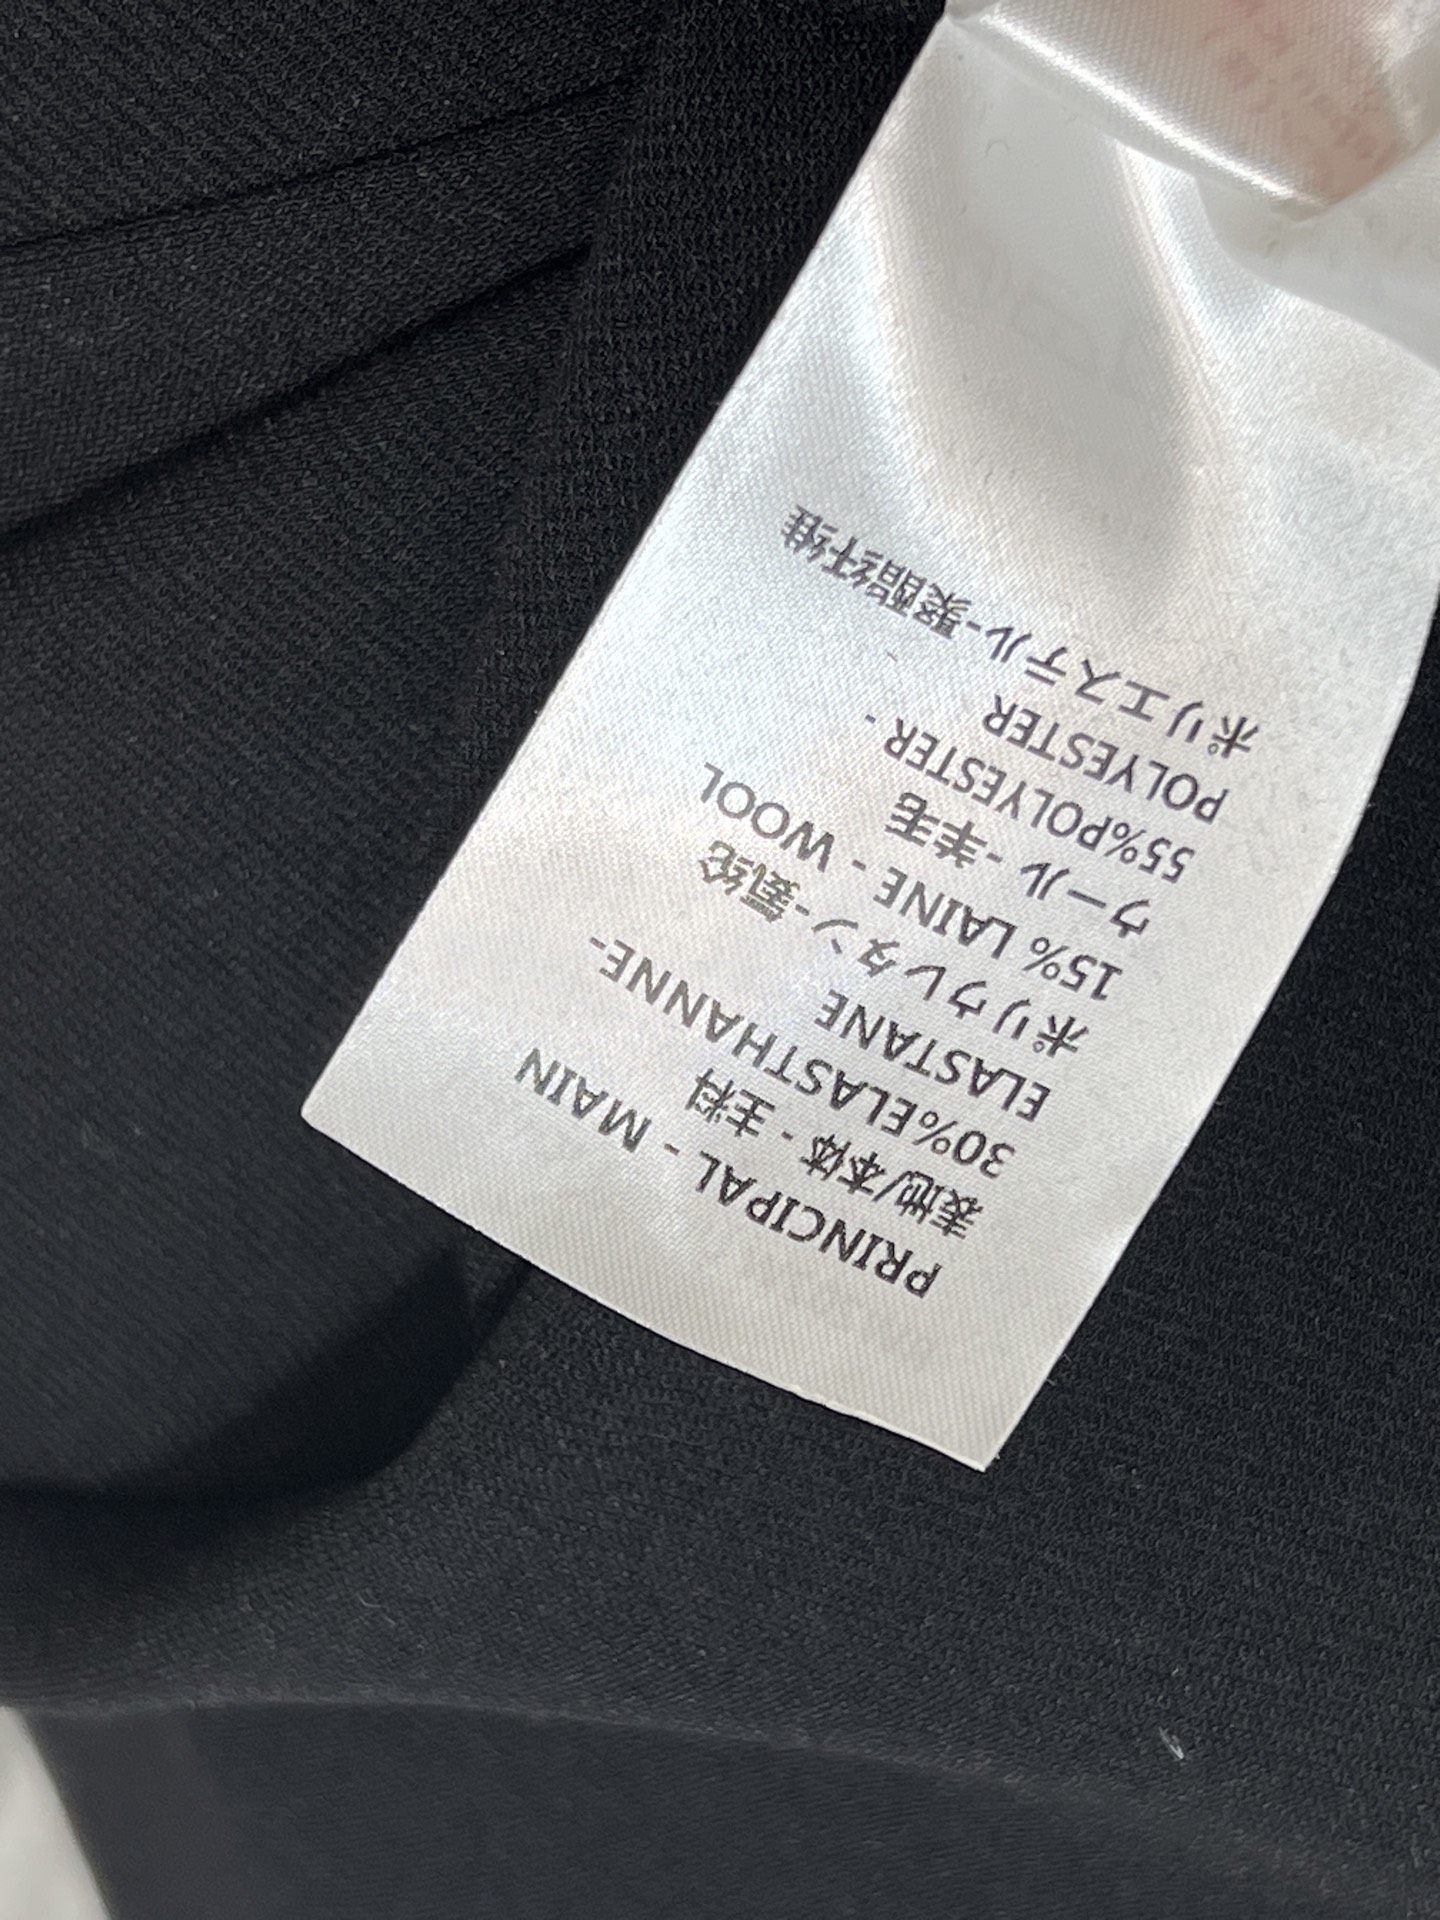 PRINCIPAL - MAIN
表地/本体 - 主料
30%ELASTHANNE-
ELASTANE
ポリウレタン-氨纶
15% LAINE - WOOL
ウール - 羊毛
55%POLYESTER -
POLYESTER
ポリエステル-聚酯纤维